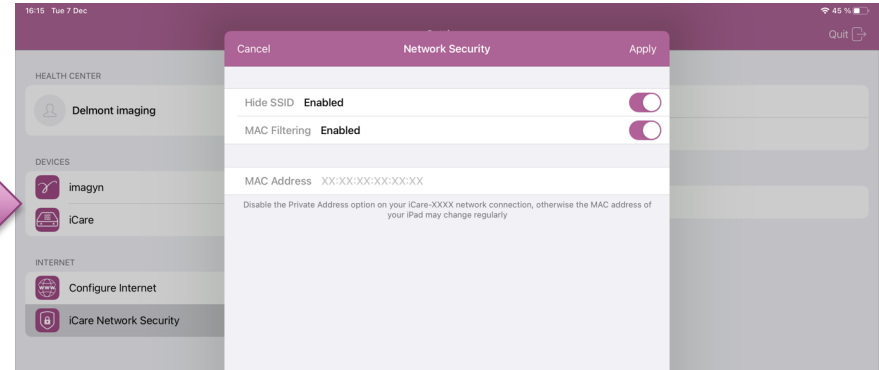 16:15 Tue 7 Dec
45 %
Quit
Cancel Network Security Apply
HEALTH CENTER
Delmont imaging
Hide SSID Enabled
MAC Filtering Enabled
DEVICES
imagyn
iCare
MAC Address XX:XX:XX:XX:XX:XX
Disable the Private Address option on your iCare-XXXX network connection, otherwise the MAC address of
your iPad may change regularly
INTERNET
www.
Configure Internet
iCare Network Security